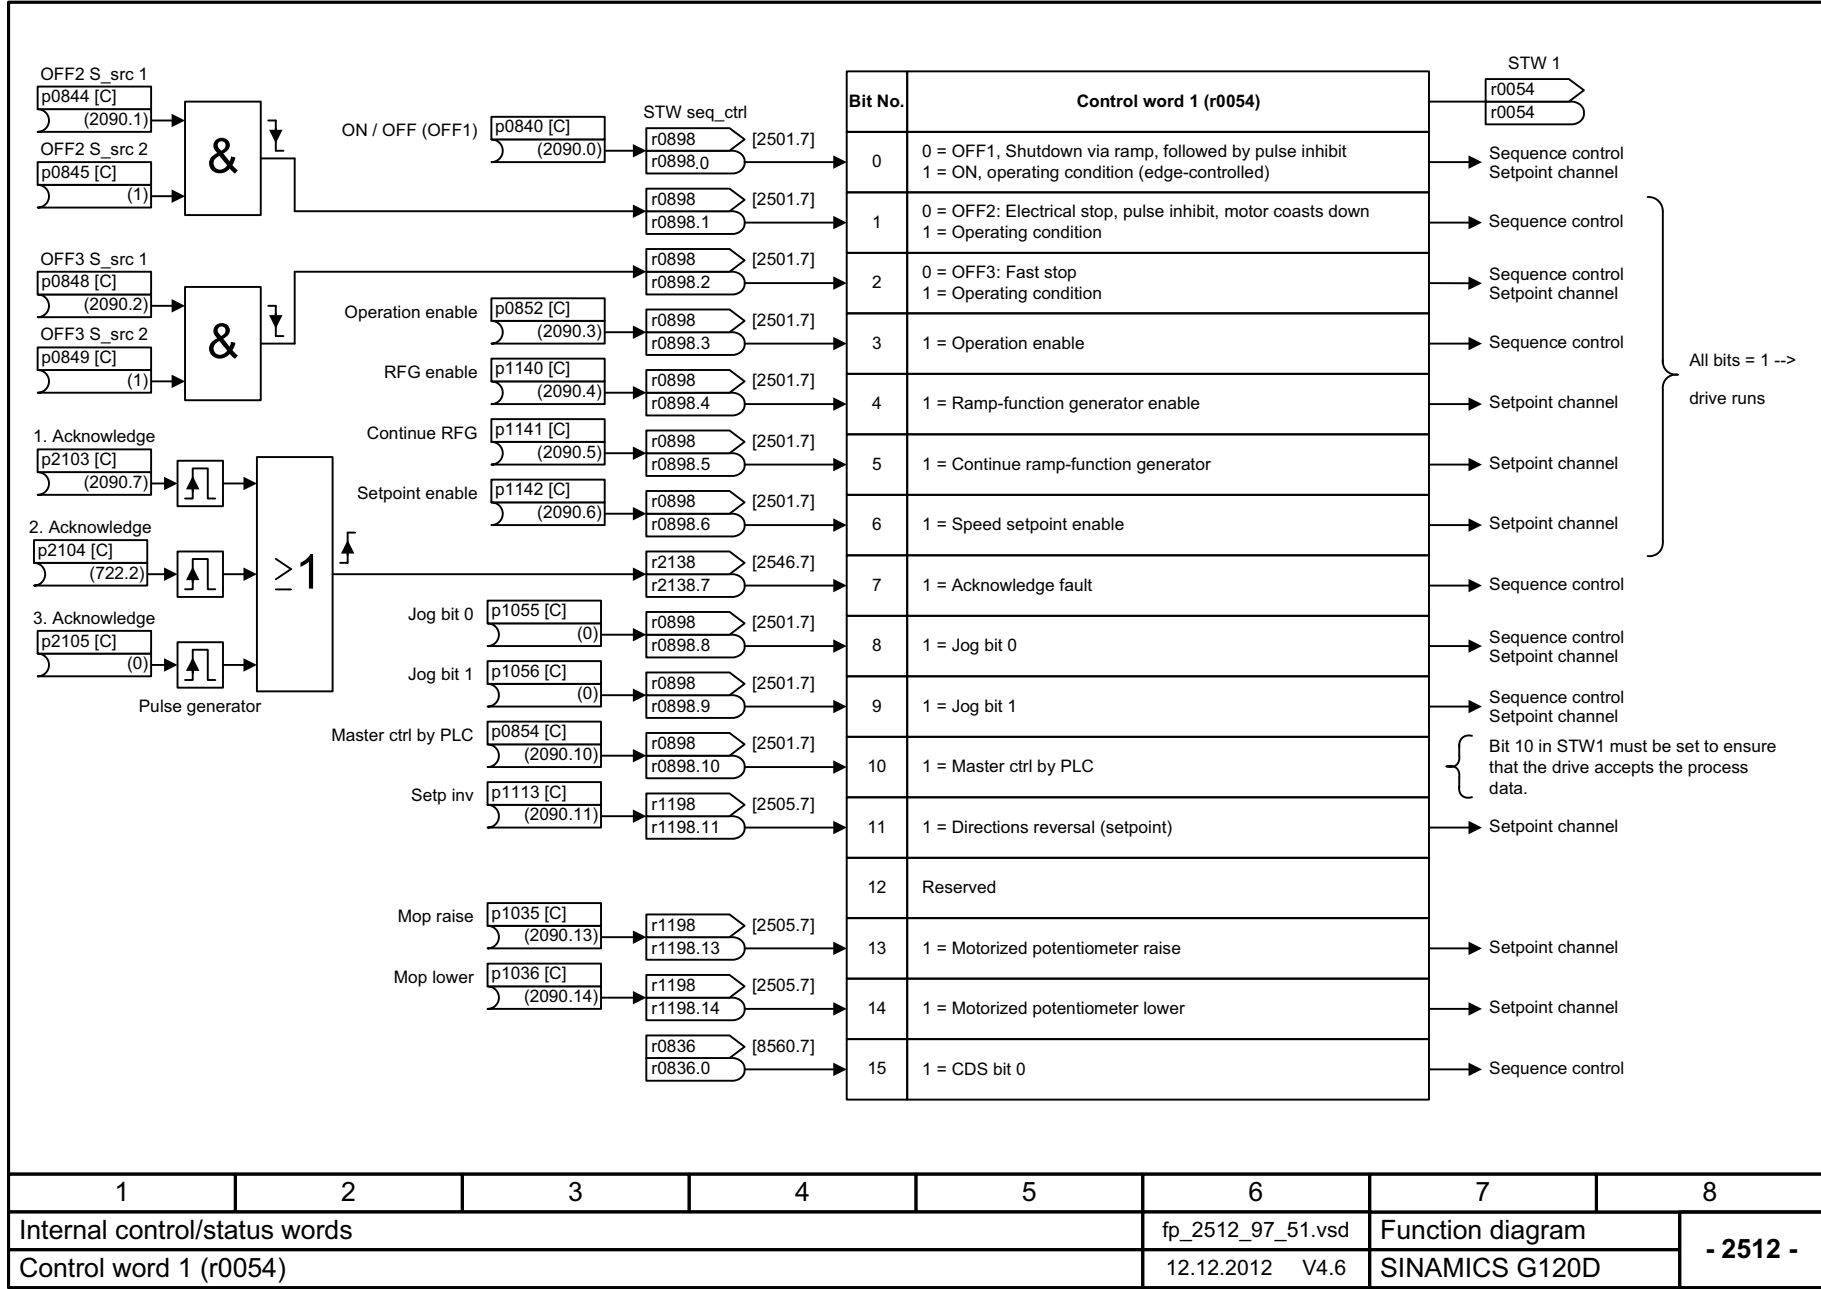 OFF2 S_src 1
p0844 [C]
(2090.1)
OFF2 S_src 2
p0845 [C]
(1)
&
OFF3 S_src 1
p0848 [C]
(2090.2)
OFF3 S_src 2
p0849 [C]
(1)
&
1. Acknowledge
p2103 [C]
(2090.7)
2. Acknowledge
p2104 [C]
(722.2)
3. Acknowledge
p2105 [C]
(0)
Pulse generator
≥1
STW seq_ctrl
ON / OFF (OFF1)
p0840 [C]
(2090.0)
r0898
r0898.0
[2501.7]
r0898
r0898.1
[2501.7]
r0898
r0898.2
[2501.7]
Operation enable
p0852 [C]
(2090.3)
r0898
r0898.3
[2501.7]
RFG enable
p1140 [C]
(2090.4)
r0898
r0898.4
[2501.7]
Continue RFG
p1141 [C]
(2090.5)
r0898
r0898.5
[2501.7]
Setpoint enable
p1142 [C]
(2090.6)
r0898
r0898.6
[2501.7]
r2138
r2138.7
[2546.7]
Jog bit 0
p1055 [C]
(0)
r0898
r0898.8
[2501.7]
Jog bit 1
p1056 [C]
(0)
r0898
r0898.9
[2501.7]
Master ctrl by PLC
p0854 [C]
(2090.10)
r0898
r0898.10
[2501.7]
Setp inv
p1113 [C]
(2090.11)
r1198
r1198.11
[2505.7]
Mop raise
p1035 [C]
(2090.13)
r1198
r1198.13
[2505.7]
Mop lower
p1036 [C]
(2090.14)
r1198
r1198.14
[2505.7]
r0836
r0836.0
[8560.7]
Bit No.
Control word 1 (r0054)
STW 1
r0054
r0054
0
0 = OFF1, Shutdown via ramp, followed by pulse inhibit
1 = ON, operating condition (edge-controlled)
Sequence control
Setpoint channel
1
0 = OFF2: Electrical stop, pulse inhibit, motor coasts down
1 = Operating condition
Sequence control
2
0 = OFF3: Fast stop
1 = Operating condition
Sequence control
Setpoint channel
3
1 = Operation enable
Sequence control
4
1 = Ramp-function generator enable
Setpoint channel
5
1 = Continue ramp-function generator
Setpoint channel
6
1 = Speed setpoint enable
Setpoint channel
All bits = 1 -->
drive runs
7
1 = Acknowledge fault
Sequence control
8
1 = Jog bit 0
Sequence control
Setpoint channel
9
1 = Jog bit 1
Sequence control
Setpoint channel
10
1 = Master ctrl by PLC
Bit 10 in STW1 must be set to ensure
that the drive accepts the process
data.
11
1 = Directions reversal (setpoint)
Setpoint channel
12
Reserved
13
1 = Motorized potentiometer raise
Setpoint channel
14
1 = Motorized potentiometer lower
Setpoint channel
15
1 = CDS bit 0
Sequence control
1 2 3 4 5 6 7 8
Internal control/status words
fp_2512_97_51.vsd
Function diagram
- 2512 -
Control word 1 (r0054)
12.12.2012 V4.6
SINAMICS G120D